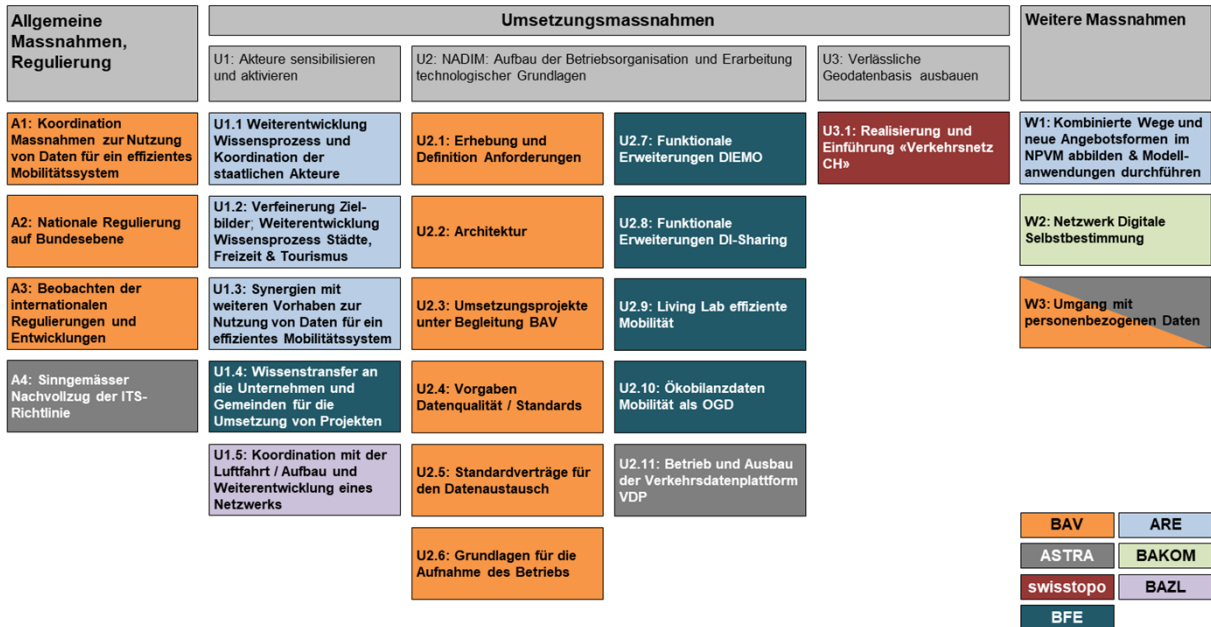 Allgemeine
Massnahmen,
Regulierung
Umsetzungsmassnahmen
Weitere Massnahmen
U1: Akteure sensibilisieren
und aktivieren
U2: NADIM: Aufbau der Betriebsorganisation und Erarbeitung
technologischer Grundlagen
U3: Verlässliche
Geodatenbasis ausbauen
A1: Koordination
Massnahmen zur Nutzung
von Daten für ein effizientes
Mobilitätssystem
A2: Nationale Regulierung
auf Bundesebene
A3: Beobachten der
internationalen
Regulierungen und
Entwicklungen
A4: Sinngemässer
Nachvollzug der ITS-
Richtlinie
U1.1 Weiterentwicklung
Wissensprozess und
Koordination der
staatlichen Akteure
U1.2: Verfeinerung Ziel-
bilder; Weiterentwicklung
Wissensprozess Städte,
Freizeit & Tourismus
U1.3: Synergien mit
weiteren Vorhaben zur
Nutzung von Daten für ein
effizientes Mobilitätssystem
U1.4: Wissenstransfer an
die Unternehmen und
Gemeinden für die
Umsetzung von Projekten
U1.5: Koordination mit der
Luftfahrt / Aufbau und
Weiterentwicklung eines
Netzwerks
U2.1: Erhebung und
Definition Anforderungen
U2.2: Architektur
U2.3: Umsetzungsprojekte
unter Begleitung BAV
U2.4: Vorgaben
Datenqualität / Standards
U2.5: Standardverträge für
den Datenaustausch
U2.6: Grundlagen für die
Aufnahme des Betriebs
U2.7: Funktionale
Erweiterungen DIEMO
U2.8: Funktionale
Erweiterungen DI-Sharing
U2.9: Living Lab effiziente
Mobilität
U2.10: Ökobilanzdaten
Mobilität als OGD
U2.11: Betrieb und Ausbau
der Verkehrsdatenplattform
VDP
U3.1: Realisierung und
Einführung «Verkehrsnetz
CH»
W1: Kombinierte Wege und
neue Angebotsformen im
NPVM abbilden & Modell-
anwendungen durchführen
W2: Netzwerk Digitale
Selbstbestimmung
W3: Umgang mit
personenbezogenen Daten
BAV
ARE
ASTRA
BAKOM
swisstopo
BAZL
BFE